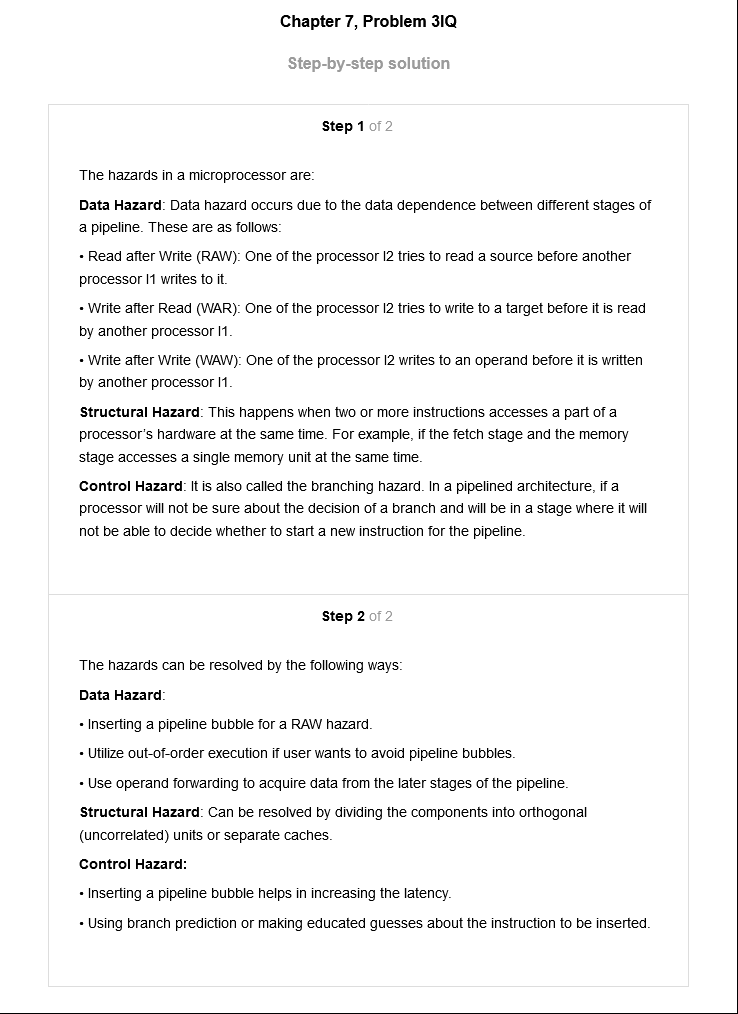 Chapter 7, Problem 3IQ
Step-by-step solution
Step 1 of 2
The hazards in a microprocessor are:
Data Hazard: Data hazard occurs due to the data dependence between different stages of
a pipeline. These are as follows:
• Read after Write (RAW): One of the processor I2 tries to read a source before another
processor I1 writes to it.
• Write after Read (WAR): One of the processor I2 tries to write to a target before it is read
by another processor I1.
• Write after Write (WAW): One of the processor I2 writes to an operand before it is written
by another processor I1.
Structural Hazard: This happens when two or more instructions accesses a part of a
processor’s hardware at the same time. For example, if the fetch stage and the memory
stage accesses a single memory unit at the same time.
Control Hazard: It is also called the branching hazard. In a pipelined architecture, if a
processor will not be sure about the decision of a branch and will be in a stage where it will
not be able to decide whether to start a new instruction for the pipeline.
Step 2 of 2
The hazards can be resolved by the following ways:
Data Hazard:
• Inserting a pipeline bubble for a RAW hazard.
• Utilize out-of-order execution if user wants to avoid pipeline bubbles.
• Use operand forwarding to acquire data from the later stages of the pipeline.
Structural Hazard: Can be resolved by dividing the components into orthogonal
(uncorrelated) units or separate caches.
Control Hazard:
• Inserting a pipeline bubble helps in increasing the latency.
• Using branch prediction or making educated guesses about the instruction to be inserted.